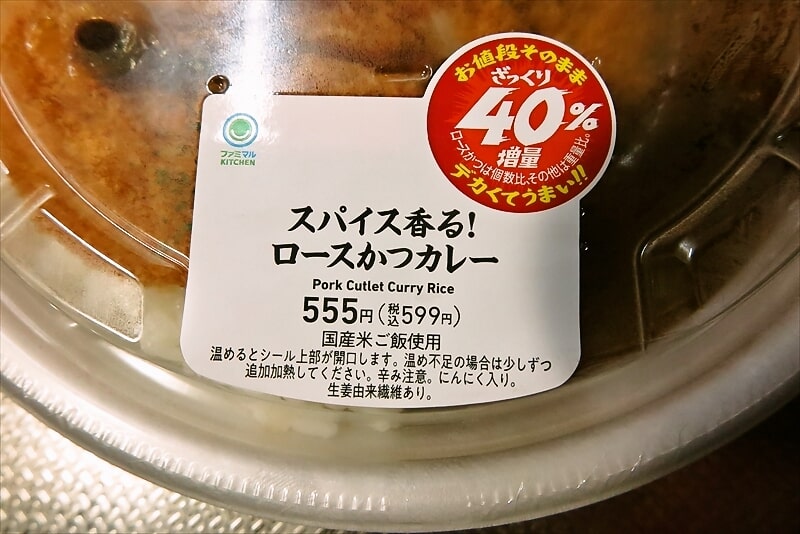 お値段そのまま
ざっくり
40%
増量
ロースかつは個数比、その他は重量比。
デカくてうまい!!
ファミマル
KITCHEN
スパイス香る!
ロースかつカレー
Pork Cutlet Curry Rice
555円(税込599円)
国産米ご飯使用
温めるとシール上部が開口します。温め不足の場合は少しずつ
追加加熱してください。辛み注意。にんにく入り。
生姜由来繊維あり。